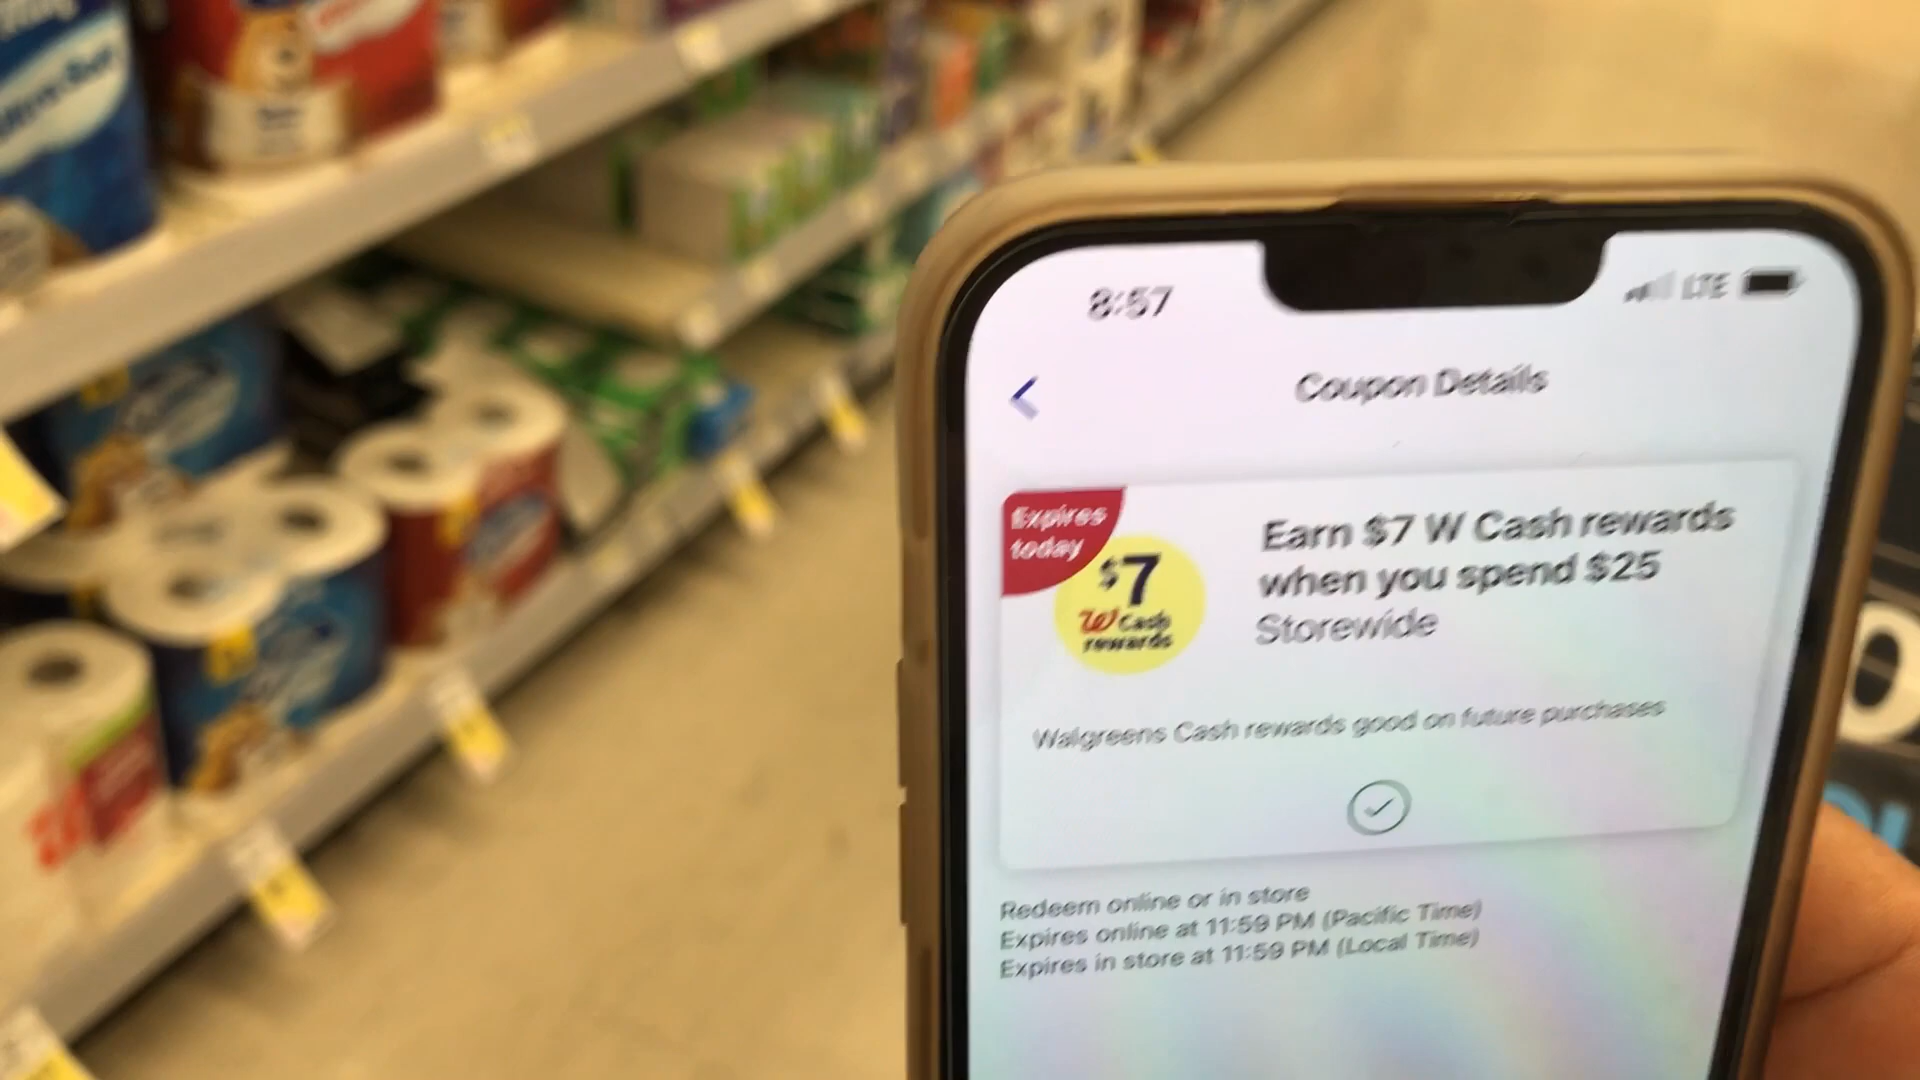 8:57
LTE
Coupon Details
Expires
today
$7
W Cash
rewards
Earn $7 W Cash rewards
when you spend $25
Storewide
Walgreens Cash rewards good on future purchases
Redeem online or in store
Expires online at 11:59 PM (Pacific Time)
Expires in store at 11:59 PM (Local Time)